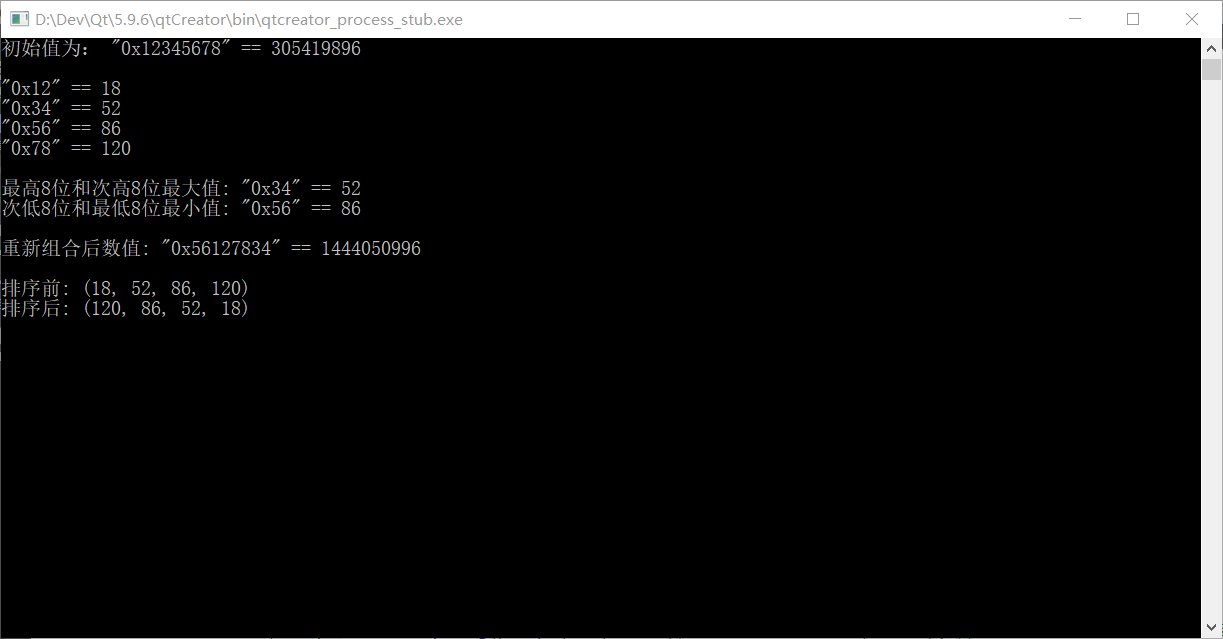 D:\Dev\Qt\5.9.6\qtCreator\bin\qtcreator_process_stub.exe
初始值为： "0x12345678" == 305419896
"0x12" == 18
"0x34" == 52
"0x56" == 86
"0x78" == 120
最高8位和次高8位最大值: "0x34" == 52
次低8位和最低8位最小值: "0x56" == 86
重新组合后数值: "0x56127834" == 1444050996
排序前: (18, 52, 86, 120)
排序后: (120, 86, 52, 18)